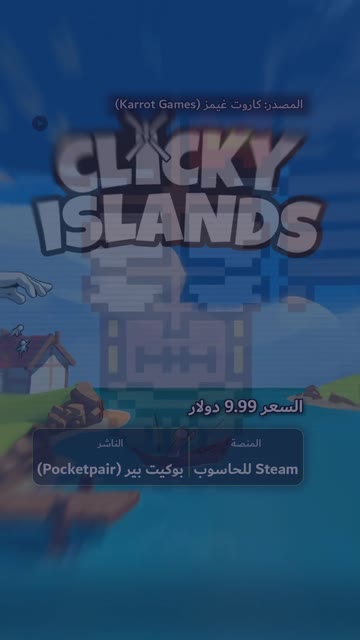 المصدر: كاروت غيمز (Karrot Games)
CLICKY
ISLANDS
السعر 9.99 دولار
المنصة
Steam للحاسوب
الناشر
بوكيت بير (Pocketpair)